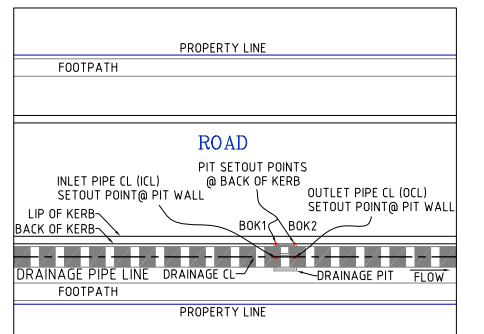 PROPERTY LINE
FOOTPATH
ROAD
PIT SETOUT POINTS
@ BACK OF KERB
INLET PIPE CL (ICL)
SETOUT POINT@ PIT WALL
OUTLET PIPE CL (OCL)
SETOUT POINT@ PIT WALL
LIP OF KERB
BACK OF KERB
BOK1
BOK2
DRAINAGE PIPE LINE
DRAINAGE CL
DRAINAGE PIT
FLOW
FOOTPATH
PROPERTY LINE